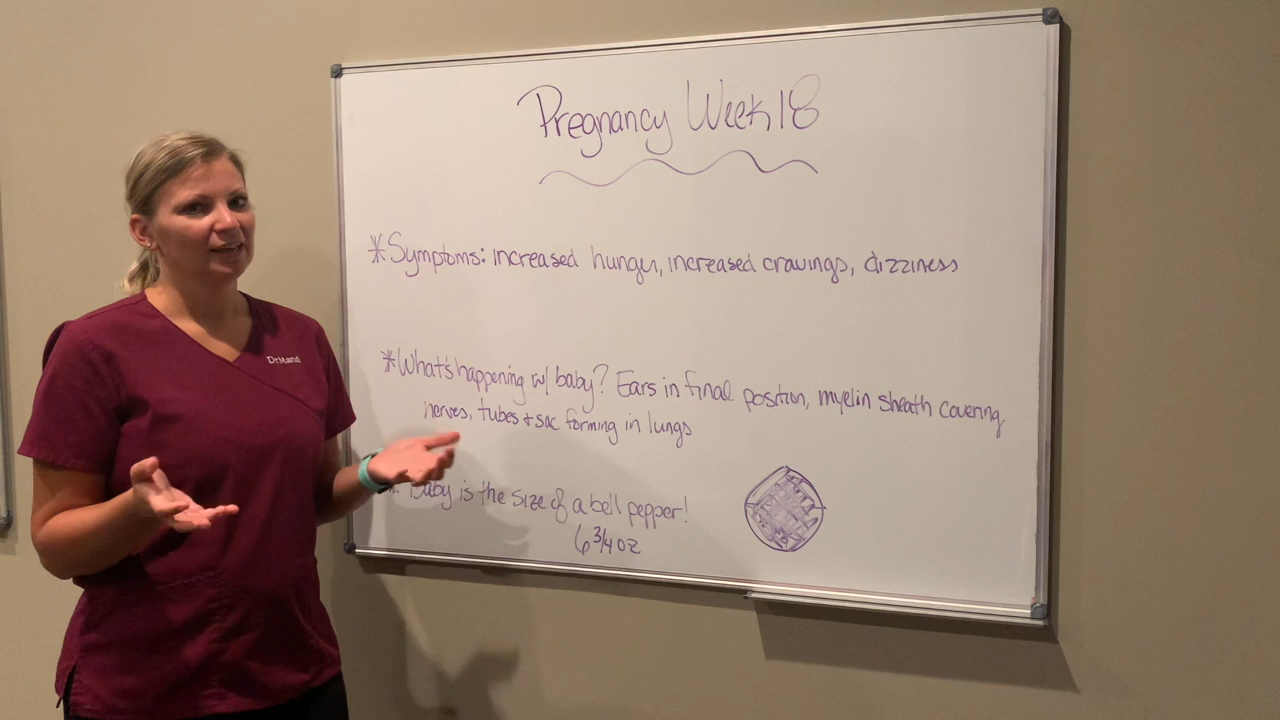 Pregnancy Week 18
*Symptoms: increased hunger, increased cravings, dizziness
*What's happening w/ baby? Ears in final position, myelin sheath covering
nerves, tubes + sac forming in lungs
* Baby is the size of a bell pepper!
6 3/4 oz